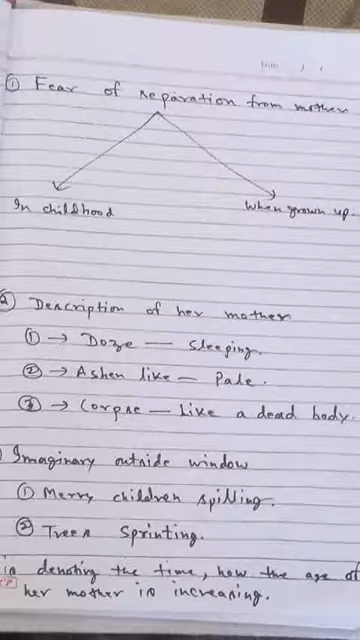 ① Fear of separation from mother
In childhood
When grown up.
② Description of her mother
① → Doze — Sleeping.
② → Ashen like — Pale.
③ → Corpse — Like a dead body.
Imaginary outside window
① Merry children spilling.
② Trees Sprinting.
is denoting the time, how the age of
her mother is increasing.